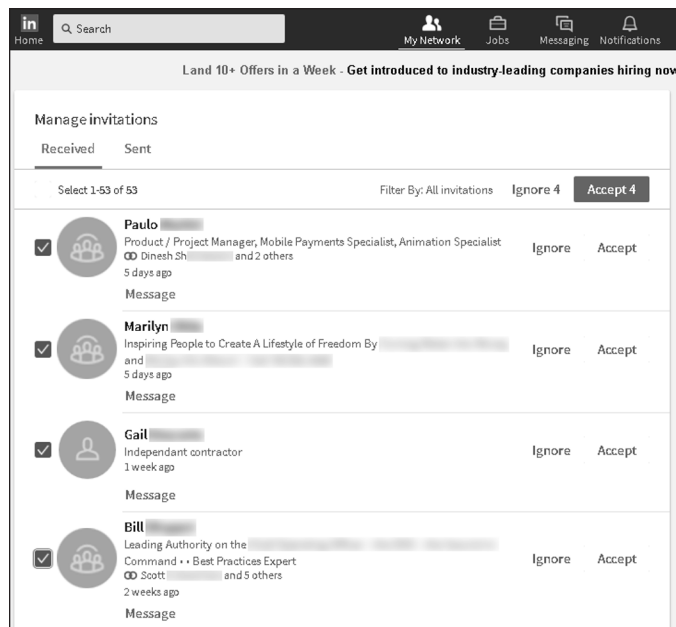 in
Home
Search
My Network
Jobs
Messaging
Notifications
Land 10+ Offers in a Week - Get introduced to industry-leading companies hiring now
Manage invitations
Received
Sent
Select 1-53 of 53
Filter By: All invitations
Ignore 4
Accept 4
Paulo
Product / Project Manager, Mobile Payments Specialist, Animation Specialist
Dinesh Sh and 2 others
5 days ago
Message
Ignore
Accept
Marilyn
Inspiring People to Create A Lifestyle of Freedom By
and
5 days ago
Message
Ignore
Accept
Gail
Independant contractor
1 week ago
Message
Ignore
Accept
Bill
Leading Authority on the
Command • • Best Practices Expert
Scott and 5 others
2 weeks ago
Message
Ignore
Accept